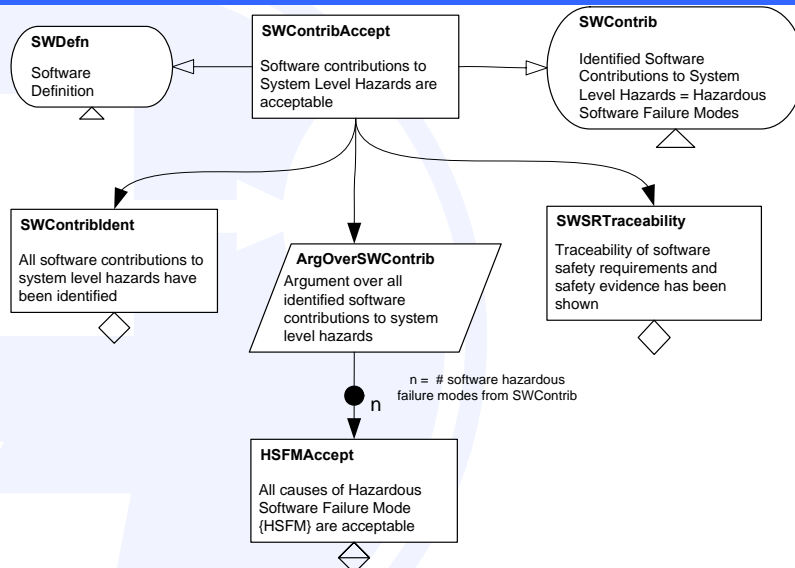 SWDefn
Software
Definition
SWContribAccept
Software contributions to
System Level Hazards are
acceptable
SWContrib
Identified Software
Contributions to System
Level Hazards = Hazardous
Software Failure Modes
SWContribIdent
All software contributions to
system level hazards have
been identified
ArgOverSWContrib
Argument over all
identified software
contributions to system
level hazards
SWSRTraceability
Traceability of software
safety requirements and
safety evidence has been
shown
n = # software hazardous
failure modes from SWContrib
n
HSFMAccept
All causes of Hazardous
Software Failure Mode
{HSFM} are acceptable